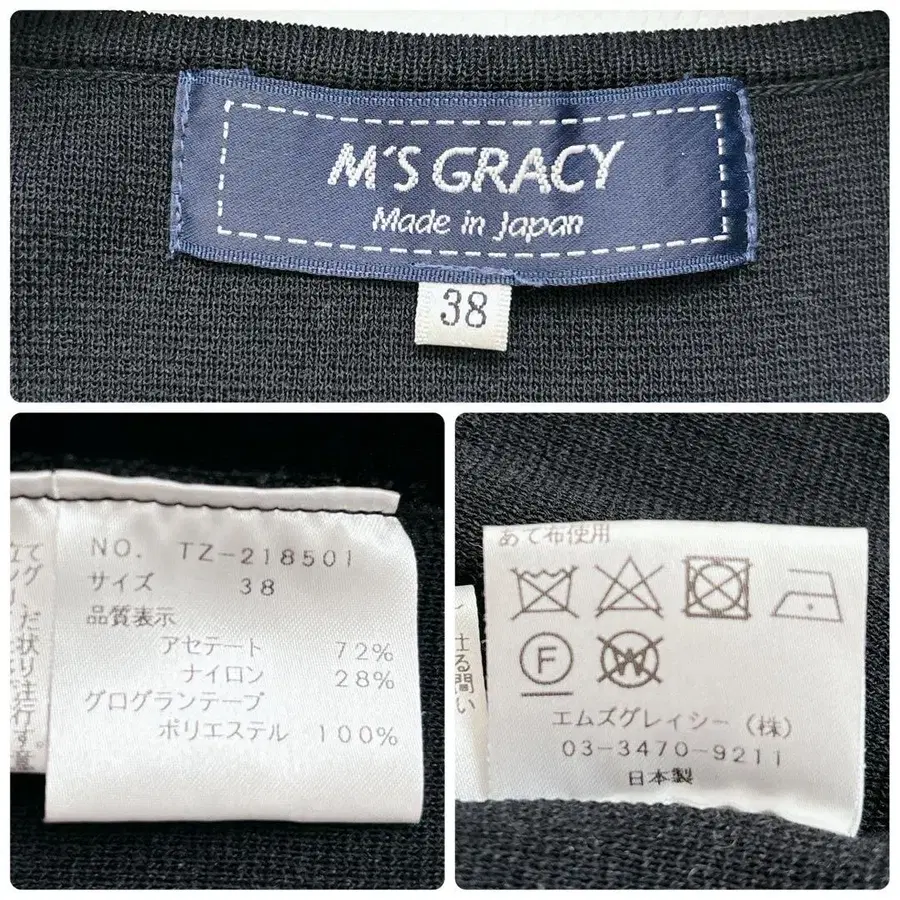 M'S GRACY
Made in Japan
38
NO. TZ-218501
サイズ 38
品質表示
アセテート 72%
ナイロン 28%
グログランテープ
ポリエステル 100%
あて布使用
F
W
エムズグレイシー(株)
03-3470-9211
日本製